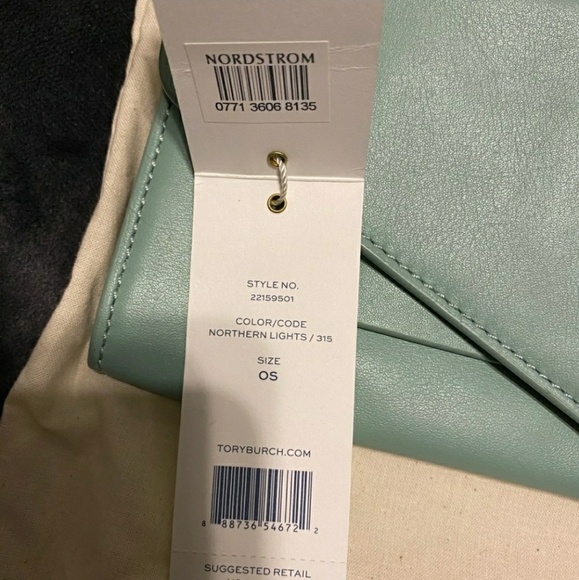 NORDSTROM
0771 3606 8135
STYLE NO.
22159501
COLOR/CODE
NORTHERN LIGHTS / 315
SIZE
OS
TORYBURCH.COM
8 88736 54672 2
SUGGESTED RETAIL